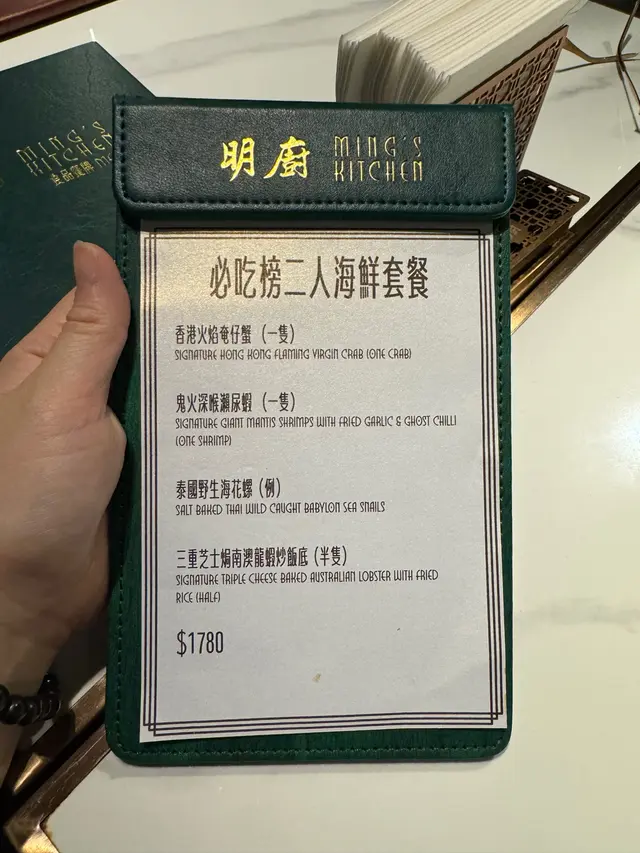 MING'S
KITCHEN
明廚 MING'S
KITCHEN
必吃榜二人海鮮套餐
香港火焰奄仔蟹（一隻）
SIGNATURE HONG KONG FLAMING VIRGIN CRAB (ONE CRAB)
鬼火深喉瀨尿蝦（一隻）
SIGNATURE GIANT MANTIS SHRIMPS WITH FRIED GARLIC & GHOST CHILLI
(ONE SHRIMP)
泰國野生海花螺（例）
SALT BAKED THAI WILD CAUGHT BABYLON SEA SNAILS
三重芝士焗南澳龍蝦炒飯底（半隻）
SIGNATURE TRIPLE CHEESE BAKED AUSTRALIAN LOBSTER WITH FRIED
RICE (HALF)
$1780